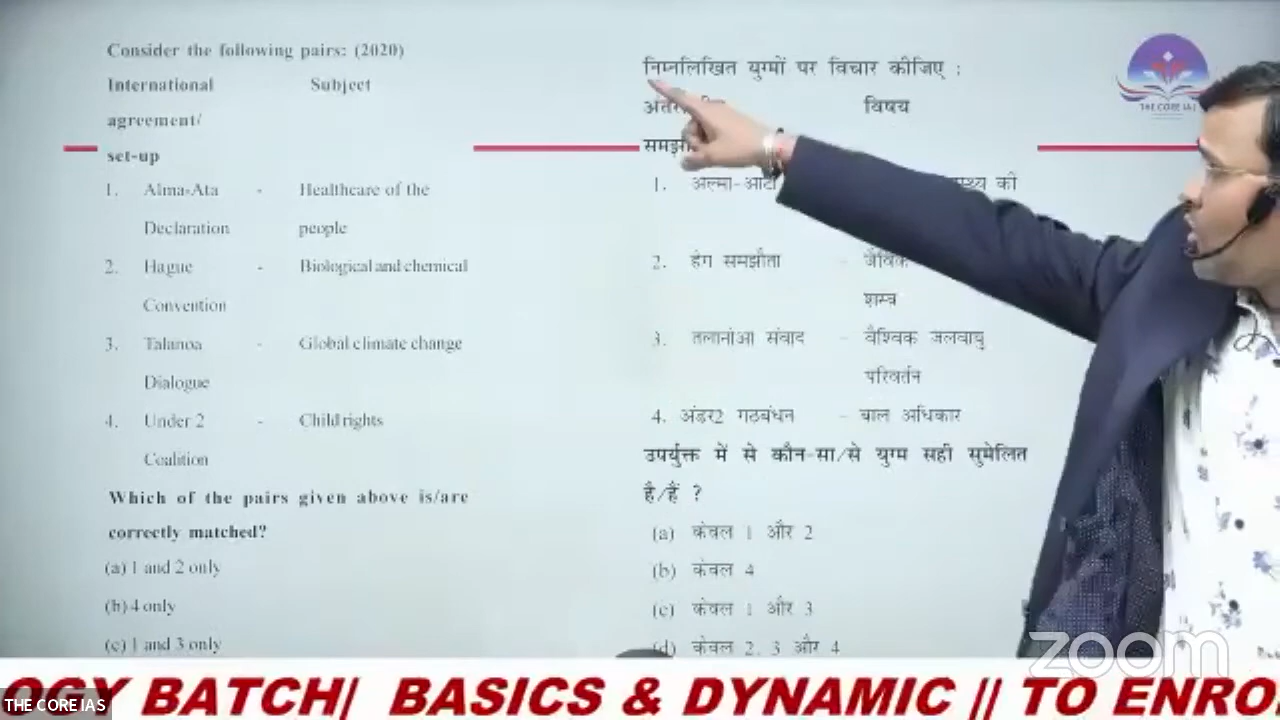 Consider the following pairs: (2020)
International Subject
agreement/
set-up
1. Alma-Ata - Healthcare of the
Declaration people
2. Hague - Biological and chemical
Convention
3. Talanoa - Global climate change
Dialogue
4. Under 2 - Child rights
Coalition
Which of the pairs given above is/are
correctly matched?
(a) 1 and 2 only
(b) 4 only
(c) 1 and 3 only
निम्नलिखित युग्मों पर विचार कीजिए :
विषय
1. अल्मा-आटा
2. हेग समझौता - जैविक
शस्त्र
3. तलानोआ संवाद - वैश्विक जलवायु
परिवर्तन
4. अंडर2 गठबंधन - बाल अधिकार
उपर्युक्त में से कौन-सा/से युग्म सही सुमेलित
है/हैं ?
(a) केवल 1 और 2
(b) केवल 4
(c) केवल 1 और 3
(d) केवल 2, 3 और 4
THE CORE IAS
zoom
OGY BATCH| BASICS & DYNAMIC || TO ENRO
THE CORE IAS